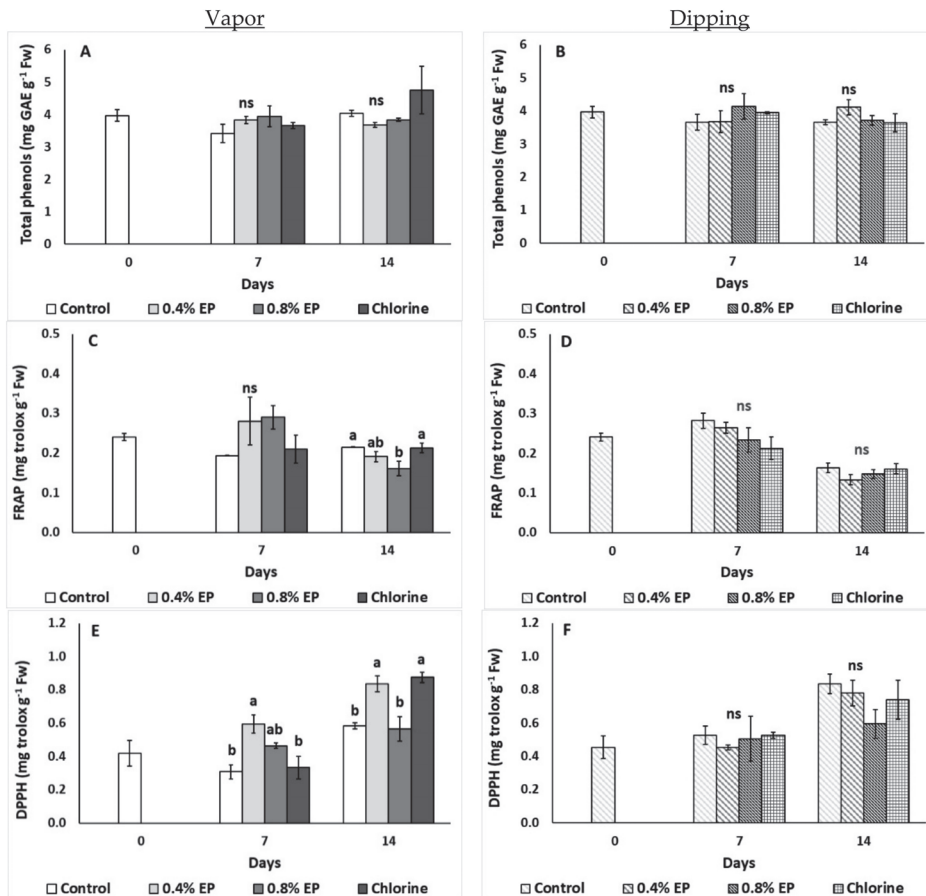 Vapor
Dipping
A
Total phenols (mg GAE g⁻¹ Fw)
6
5
4
3
2
1
0
ns
ns
0 7 14
Days
Control 0.4% EP 0.8% EP Chlorine
B
Total phenols (mg GAE g⁻¹ Fw)
6
5
4
3
2
1
0
ns
ns
0 7 14
Days
Control 0.4% EP 0.8% EP Chlorine
C
FRAP (mg trolox g⁻¹ Fw)
0.5
0.4
0.3
0.2
0.1
0.0
ns
a ab b a
0 7 14
Days
Control 0.4% EP 0.8% EP Chlorine
D
FRAP (mg trolox g⁻¹ Fw)
0.5
0.4
0.3
0.2
0.1
0.0
ns
ns
0 7 14
Days
Control 0.4% EP 0.8% EP Chlorine
E
DPPH (mg trolox g⁻¹ Fw)
1.2
1.0
0.8
0.6
0.4
0.2
0.0
b a ab b
b a b a
0 7 14
Days
Control 0.4% EP 0.8% EP Chlorine
F
DPPH (mg trolox g⁻¹ Fw)
1.2
1.0
0.8
0.6
0.4
0.2
0.0
ns
ns
0 7 14
Days
Control 0.4% EP 0.8% EP Chlorine